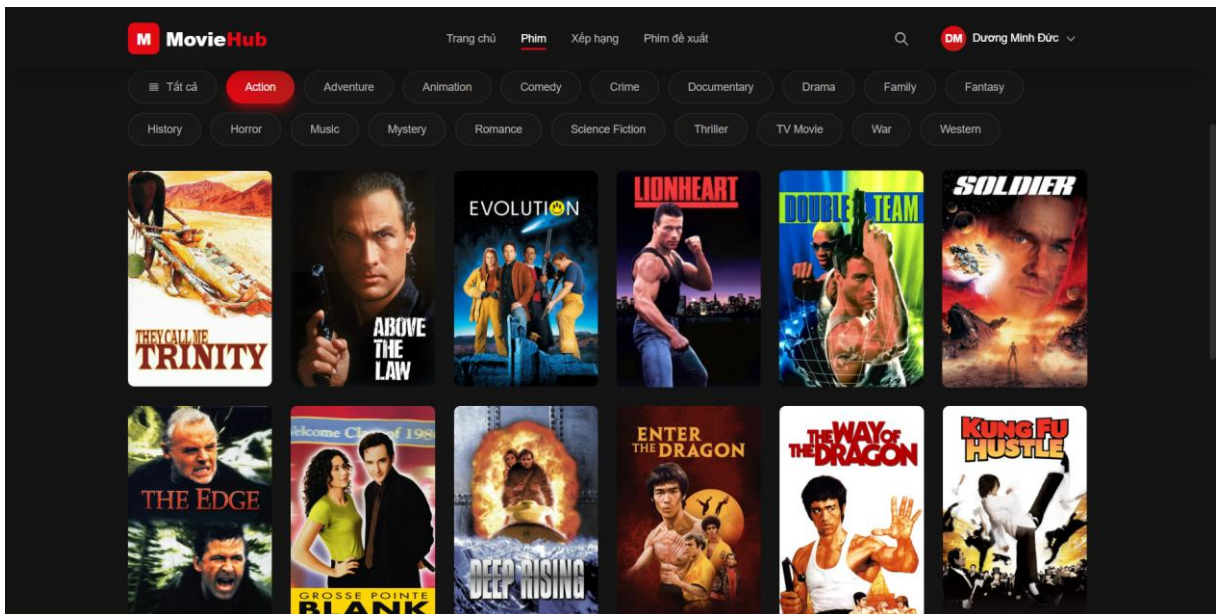 M MovieHub
Trang chủ Phim Xếp hạng Phim đề xuất
DM Dương Minh Đức
Tất cả Action Adventure Animation Comedy Crime Documentary Drama Family Fantasy
History Horror Music Mystery Romance Science Fiction Thriller TV Movie War Western
THEY CALL ME
TRINITY
ABOVE
THE
LAW
EVOLUTION
LIONHEART
DOUBLE TEAM
SOLDIER
THE EDGE
elcome Class of 198
GROSSE POINTE
BLANK
DEEP RISING
ENTER
THE DRAGON
THE WAY OF
THE DRAGON
KUNG FU
HUSTLE